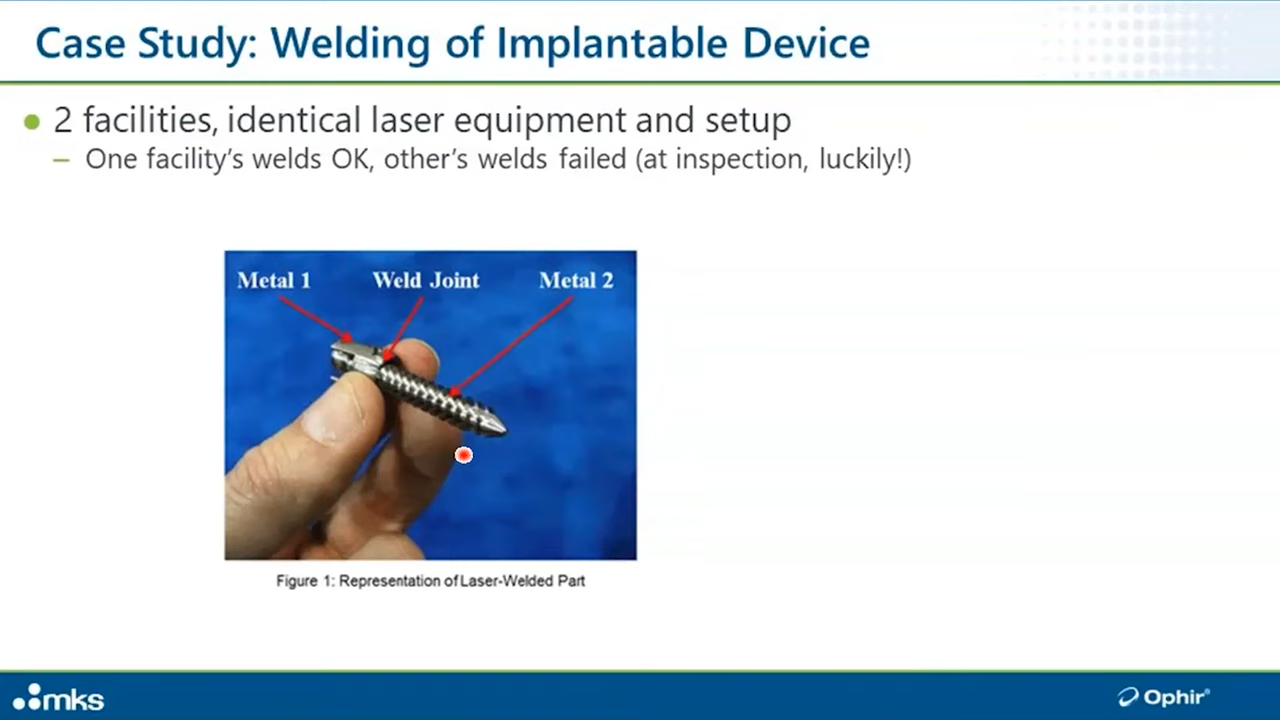 Case Study: Welding of Implantable Device
2 facilities, identical laser equipment and setup
– One facility's welds OK, other's welds failed (at inspection, luckily!)
Metal 1 Weld Joint Metal 2
Figure 1: Representation of Laser-Welded Part
mks Ophir®